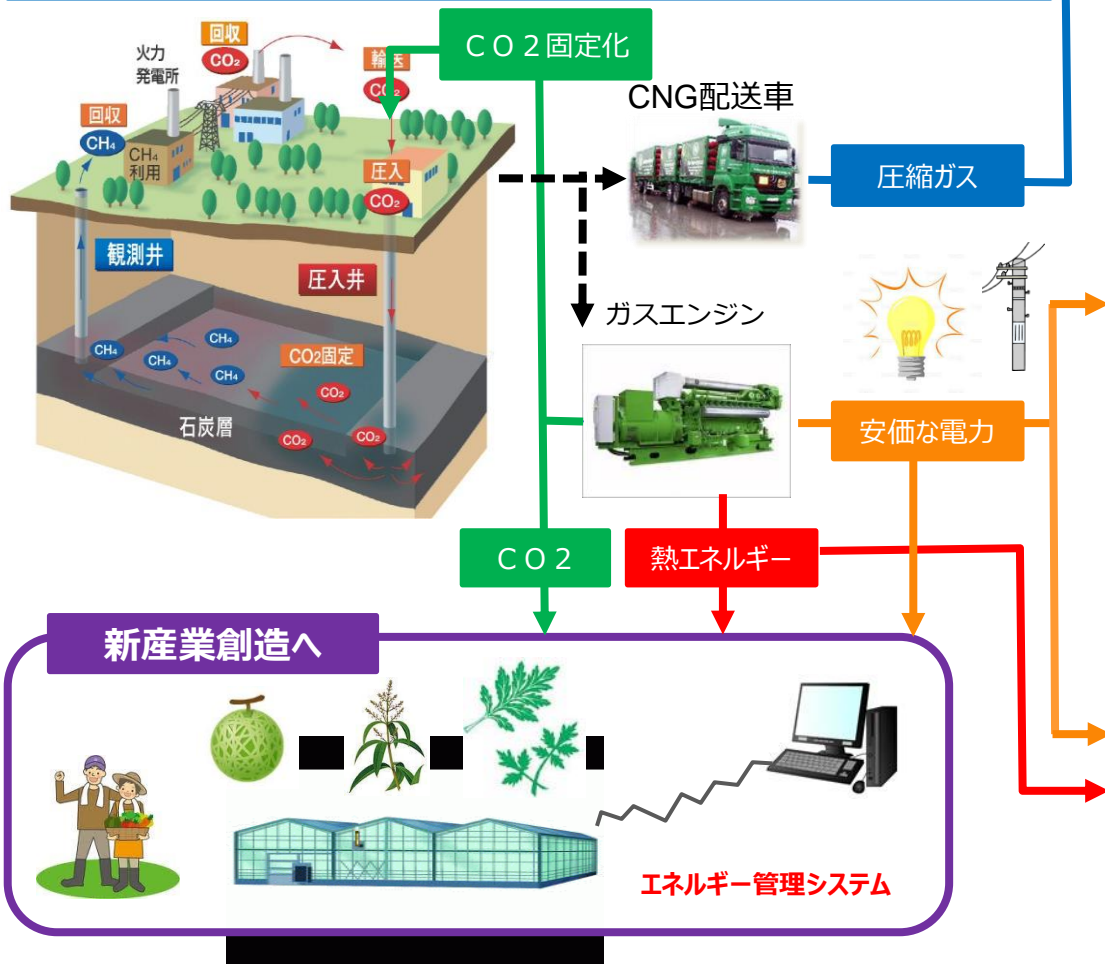 回収
CO₂
火力
発電所
輸送
CO₂
CO２固定化
CNG配送車
回収
CH₄
CH₄
利用
圧入
CO₂
圧縮ガス
観測井
圧入井
ガスエンジン
CH₄
CH₄
CH₄
CH₄
CO₂固定
CO₂
CO₂
CO₂
石炭層
安価な電力
CO２
熱エネルギー
新産業創造へ
エネルギー管理システム